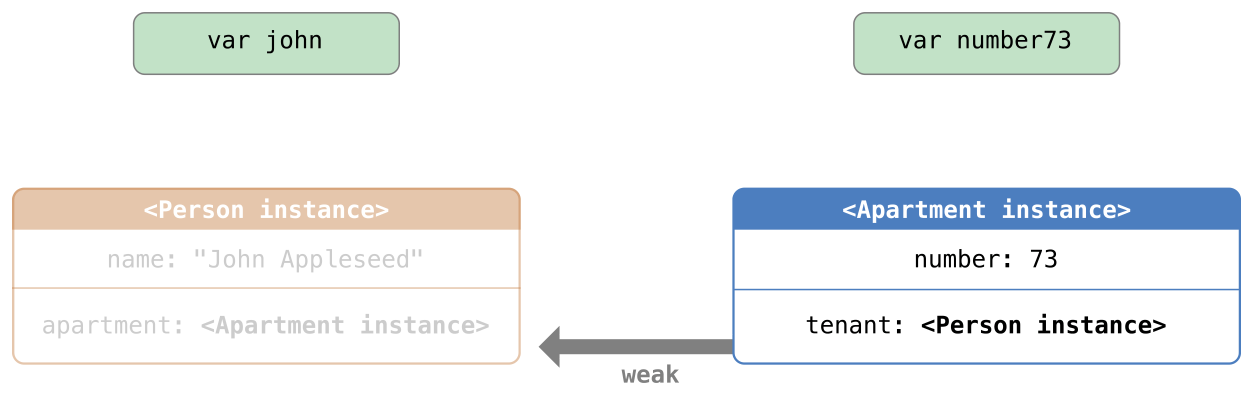 var john
var number73
<Person instance>
<Apartment instance>
name: "John Appleseed"
number: 73
apartment: <Apartment instance>
tenant: <Person instance>
weak